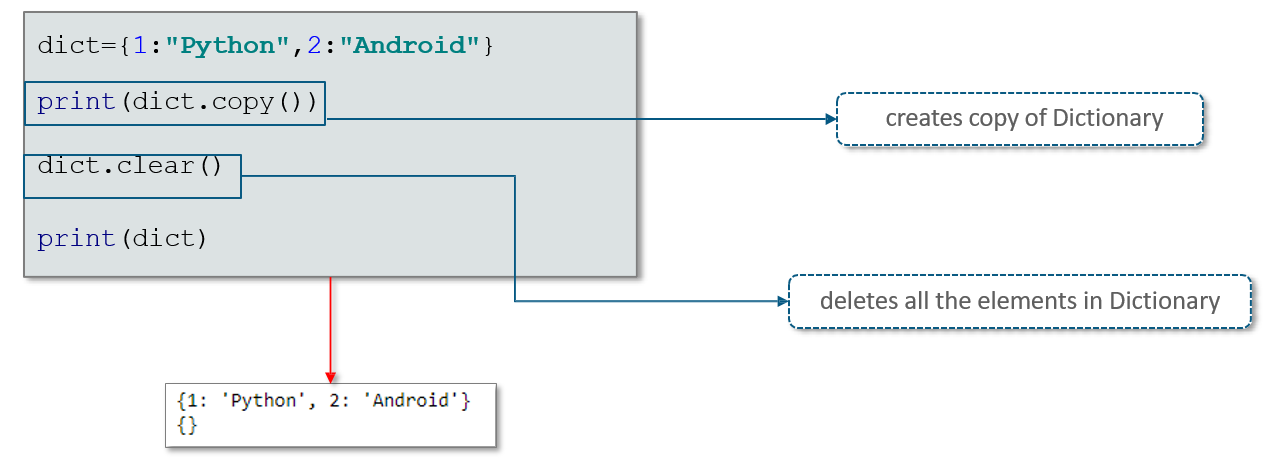 dict={1:"Python",2:"Android"}
print(dict.copy())
creates copy of Dictionary
dict.clear()
print(dict)
deletes all the elements in Dictionary
{1: 'Python', 2: 'Android'}
{}